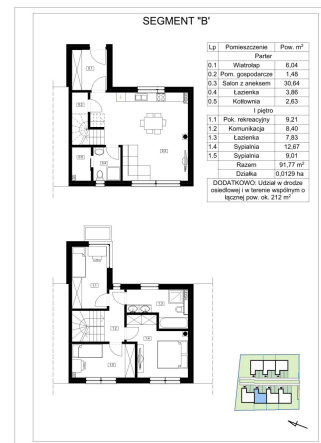 SEGMENT "B'
Lp Pomieszczenie Pow. m²
Parter
0.1 Wiatrołap 6,04
0.2 Pom. gospodarcze 1,48
0.3 Salon z aneksem 30,64
0.4 Łazienka 3,86
0.5 Kotłownia 2,63
I piętro
1.1 Pok. rekreacyjny 9,21
1.2 Komunikacja 8,40
1.3 Łazienka 7,83
1.4 Sypialnia 12,67
1.5 Sypialnia 9,01
Razem 91,77 m²
Działka 0,0129 ha
DODATKOWO: Udział w drodze
osiedlowej i w terenie wspólnym o
łącznej pow. ok. 212 m²